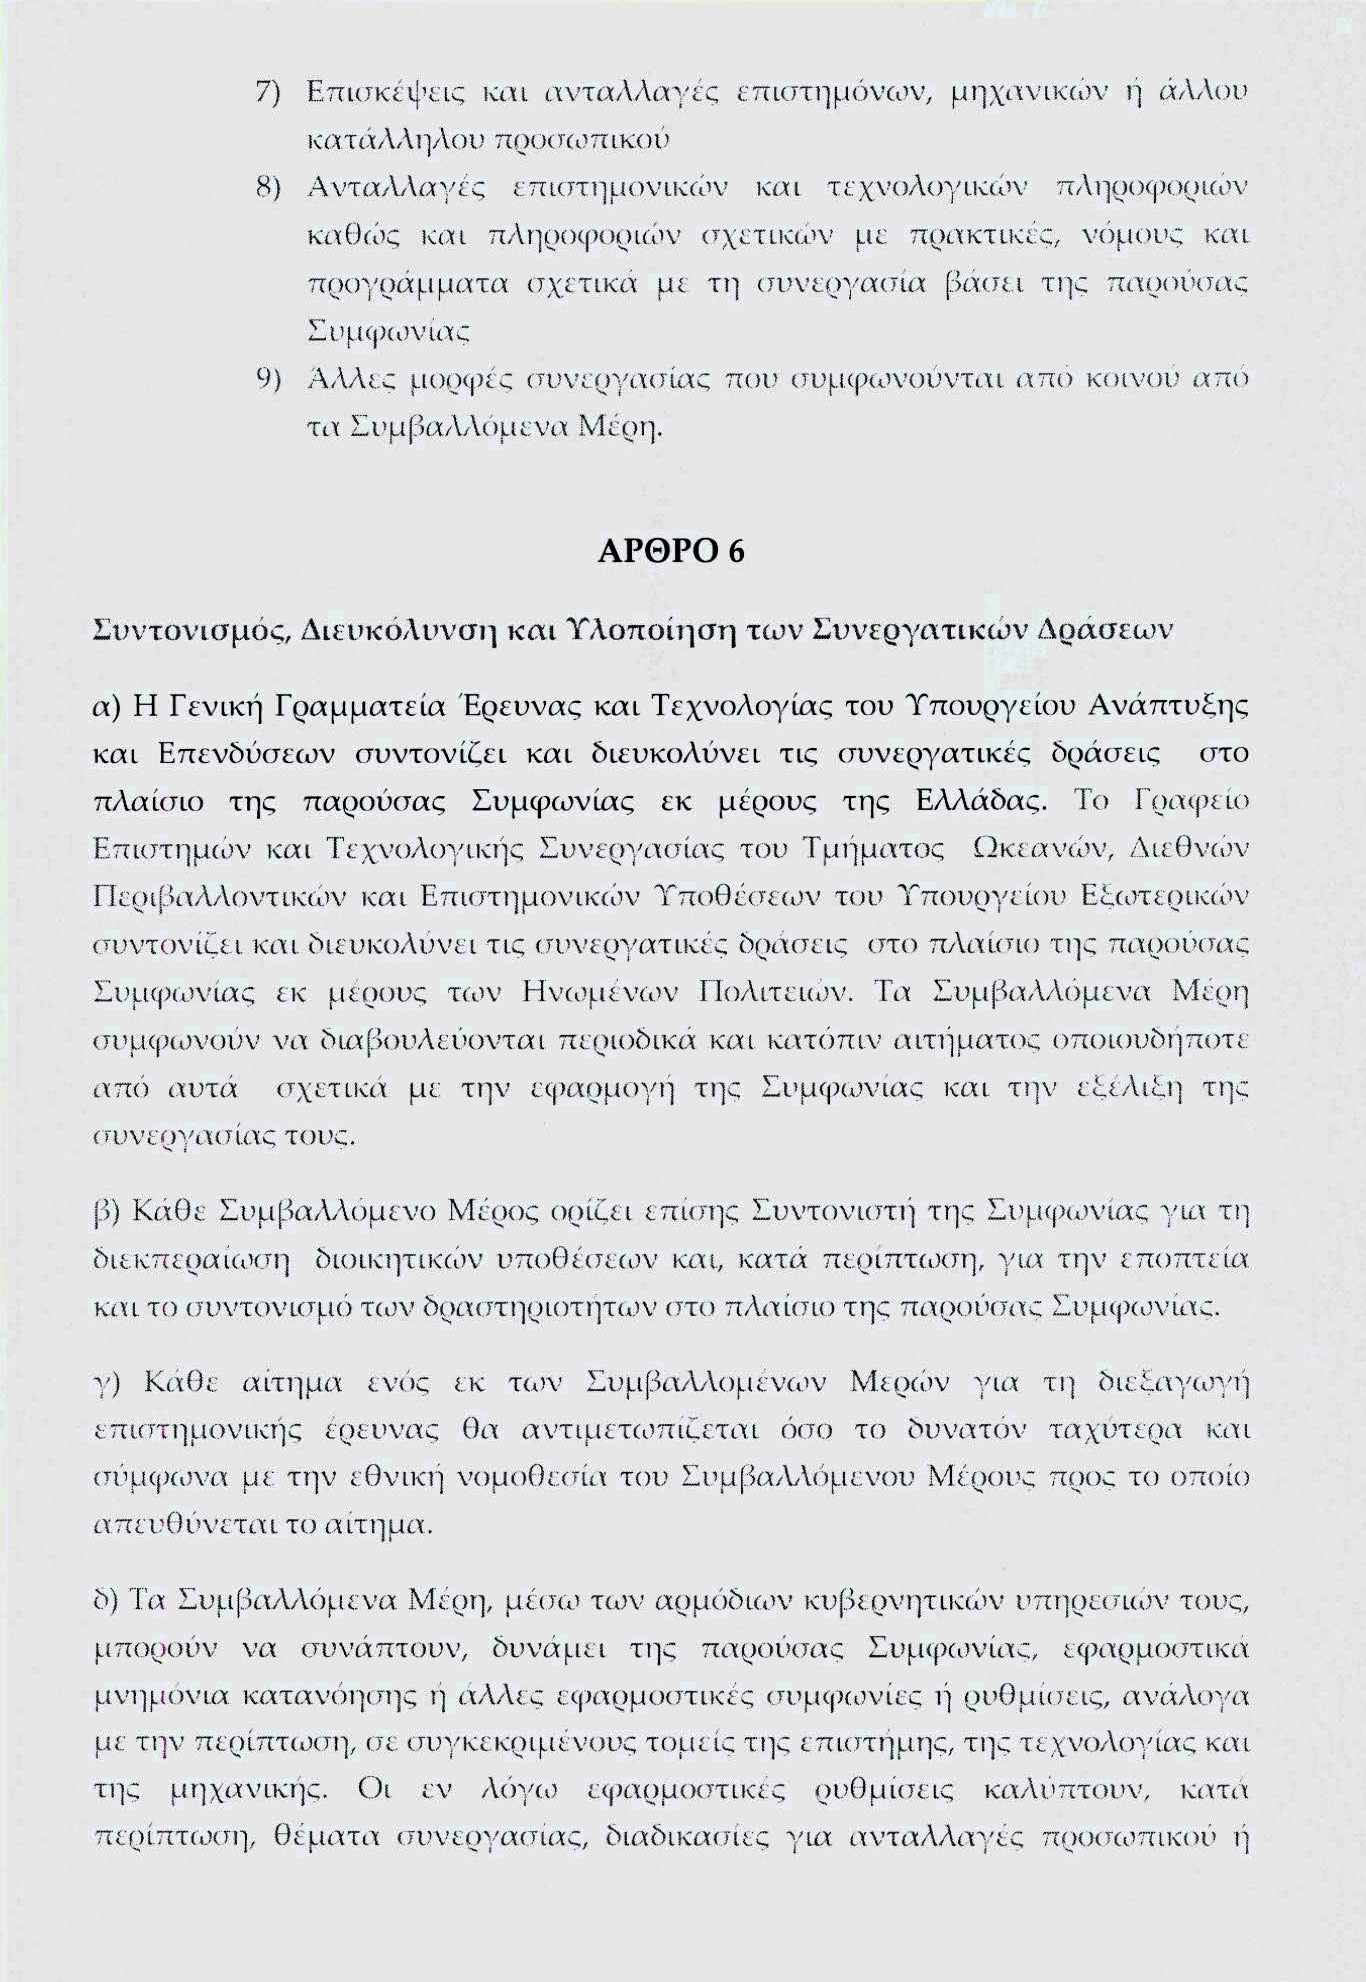 7) Επισκέψεις και ανταλλαγές επιστημόνων, μηχανικών ή άλλου
κατάλληλου προσωπικού
8) Ανταλλαγές επιστημονικών και τεχνολογικών πληροφοριών
καθώς και πληροφοριών σχετικών με πρακτικές, νόμους και
προγράμματα σχετικά με τη συνεργασία βάσει της παρούσας
Συμφωνίας
9) Άλλες μορφές συνεργασίας που συμφωνούνται από κοινού από
τα Συμβαλλόμενα Μέρη.
ΑΡΘΡΟ 6
Συντονισμός, Διευκόλυνση και Υλοποίηση των Συνεργατικών Δράσεων
α) Η Γενική Γραμματεία Έρευνας και Τεχνολογίας του Υπουργείου Ανάπτυξης
και Επενδύσεων συντονίζει και διευκολύνει τις συνεργατικές δράσεις στο
πλαίσιο της παρούσας Συμφωνίας εκ μέρους της Ελλάδας. Το Γραφείο
Επιστημών και Τεχνολογικής Συνεργασίας του Τμήματος Ωκεανών, Διεθνών
Περιβαλλοντικών και Επιστημονικών Υποθέσεων του Υπουργείου Εξωτερικών
συντονίζει και διευκολύνει τις συνεργατικές δράσεις στο πλαίσιο της παρούσας
Συμφωνίας εκ μέρους των Ηνωμένων Πολιτειών. Τα Συμβαλλόμενα Μέρη
συμφωνούν να διαβουλεύονται περιοδικά και κατόπιν αιτήματος οποιουδήποτε
από αυτά σχετικά με την εφαρμογή της Συμφωνίας και την εξέλιξη της
συνεργασίας τους.
β) Κάθε Συμβαλλόμενο Μέρος ορίζει επίσης Συντονιστή της Συμφωνίας για τη
διεκπεραίωση διοικητικών υποθέσεων και, κατά περίπτωση, για την εποπτεία
και το συντονισμό των δραστηριοτήτων στο πλαίσιο της παρούσας Συμφωνίας.
γ) Κάθε αίτημα ενός εκ των Συμβαλλομένων Μερών για τη διεξαγωγή
επιστημονικής έρευνας θα αντιμετωπίζεται όσο το δυνατόν ταχύτερα και
σύμφωνα με την εθνική νομοθεσία του Συμβαλλόμενου Μέρους προς το οποίο
απευθύνεται το αίτημα.
δ) Τα Συμβαλλόμενα Μέρη, μέσω των αρμόδιων κυβερνητικών υπηρεσιών τους,
μπορούν να συνάπτουν, δυνάμει της παρούσας Συμφωνίας, εφαρμοστικά
μνημόνια κατανόησης ή άλλες εφαρμοστικές συμφωνίες ή ρυθμίσεις, ανάλογα
με την περίπτωση, σε συγκεκριμένους τομείς της επιστήμης, της τεχνολογίας και
της μηχανικής. Οι εν λόγω εφαρμοστικές ρυθμίσεις καλύπτουν, κατά
περίπτωση, θέματα συνεργασίας, διαδικασίες για ανταλλαγές προσωπικού ή